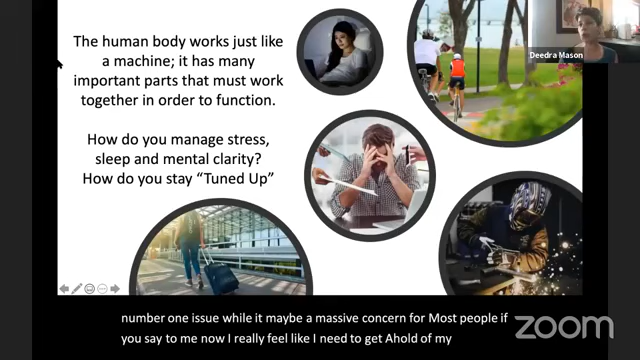 The human body works just like
a machine; it has many
important parts that must work
together in order to function.
How do you manage stress,
sleep and mental clarity?
How do you stay “Tuned Up”
Deedra Mason
number one issue while it maybe a massive concern for Most people if
you say to me now I really feel like I need to get Ahold of my
zoom